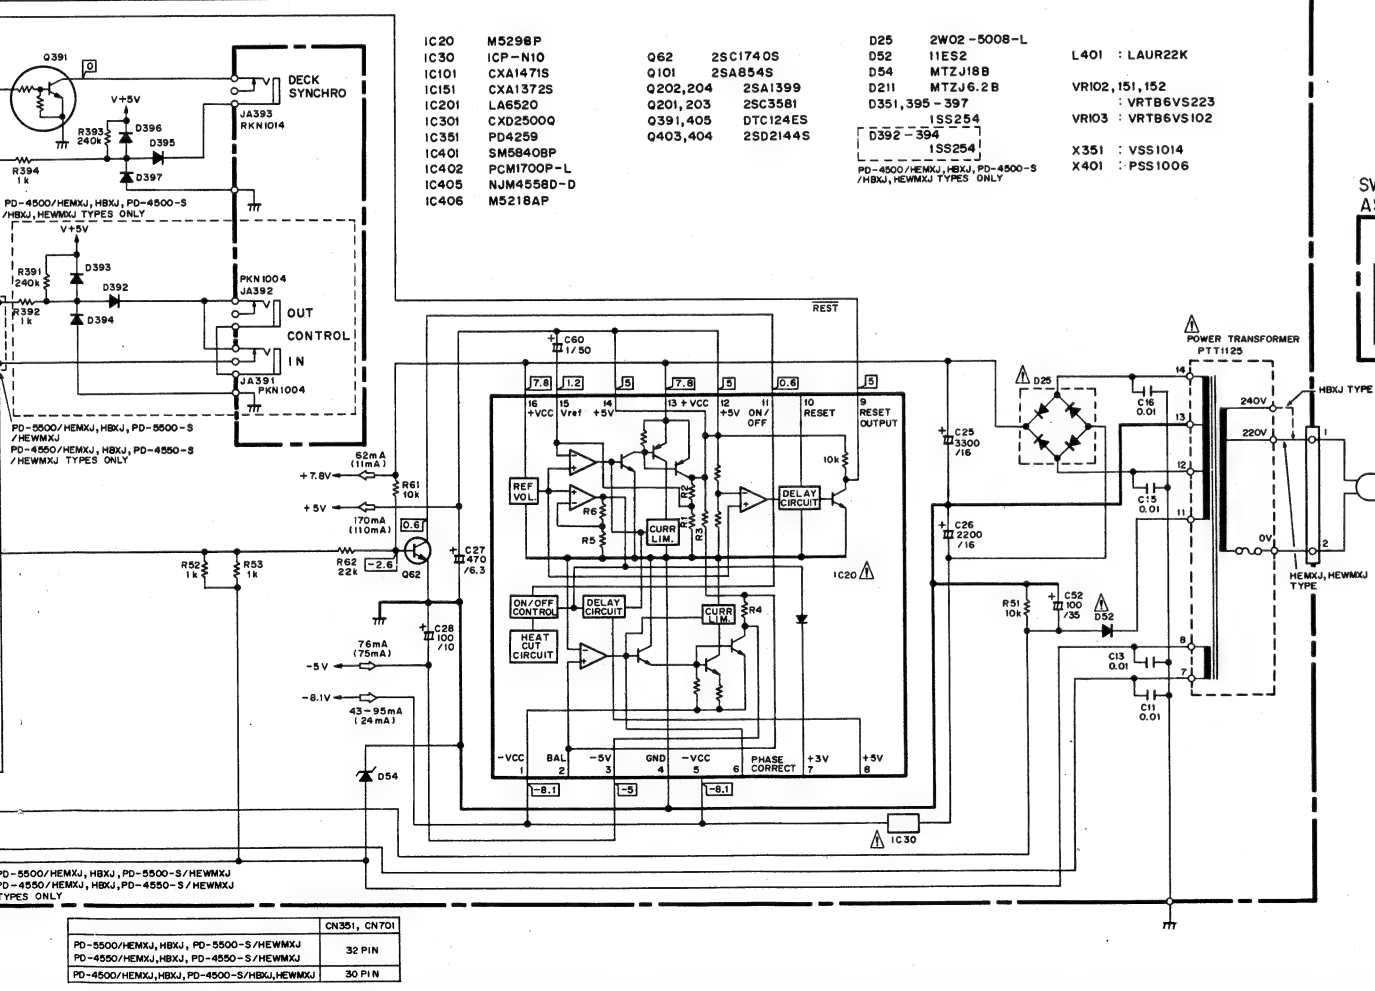 IC20 M5298P
IC30 ICP-N10
IC101 CXA1471S
IC151 CXA1372S
IC201 LA6520
IC301 CXD2500Q
IC351 PD4259
IC401 SM5840BP
IC402 PCM1700P-L
IC405 NJM4558D-D
IC406 M5218AP
Q62 2SC1740S
Q101 2SA854S
Q202,204 2SA1399
Q201,203 2SC3581
Q391,405 DTC124ES
Q403,404 2SD2144S
D25 2W02-5008-L
D52 11ES2
D54 MTZJ18B
D211 MTZJ6.2B
D351,395-397
1SS254
D392-394
1SS254
PD-4500/HEMXJ,HBXJ,PD-4500-S
/HBXJ,HEWMXJ TYPES ONLY
L401 : LAUR22K
VR102,151,152
: VRTB6VS223
VR103 : VRTB6VS102
X351 : VSS1014
X401 : PSS1006
Q391
0
DECK
SYNCHRO
JA393
RKN1014
V+5V
R393
240k
D396
D395
D397
R394
1k
PD-4500/HEMXJ,HBXJ,PD-4500-S
/HBXJ,HEWMXJ TYPES ONLY
V+5V
R391
240k
D393
D392
D394
R392
1k
PKN1004
JA392
OUT
CONTROL
IN
JA391
PKN1004
PD-5500/HEMXJ,HBXJ,PD-5500-S
/HEWMXJ
PD-4550/HEMXJ,HBXJ,PD-4550-S
/HEWMXJ TYPES ONLY
62mA
(11mA)
+7.8V
R61
10k
+5V
170mA
(110mA)
0.6
R62
22k
-2.6
Q62
R52
1k
R53
1k
C27
470
/6.3
C28
100
/10
76mA
(75mA)
-5V
-8.1V
43-95mA
(24mA)
D54
C60
1/50
REST
7.8
1.2
5
7.8
5
0.6
5
16 15 14 13 12 11 10 9
+VCC Vref +5V +VCC +5V ON/
OFF RESET RESET
OUTPUT
REF
VOL.
R6
R5
CURR
LIM.
R2
R1
R3
10k
DELAY
CIRCUIT
IC20
ON/OFF
CONTROL
DELAY
CIRCUIT
HEAT
CUT
CIRCUIT
CURR
LIM.
R4
-VCC BAL -5V GND -VCC PHASE
CORRECT +3V +5V
1 2 3 4 5 6 7 8
-8.1
-5
-8.1
IC30
C25
3300
/16
C26
2200
/16
R51
10k
C52
100
/35
D52
D25
C16
0.01
C15
0.01
C13
0.01
C11
0.01
POWER TRANSFORMER
PTT1125
14
13
12
11
8
7
240V
220V
0V
HBXJ TYPE
1
2
HEMXJ,HEWMXJ
TYPE
PD-5500/HEMXJ,HBXJ,PD-5500-S/HEWMXJ
PD-4550/HEMXJ,HBXJ,PD-4550-S/HEWMXJ
TYPES ONLY
CN351, CN701
PD-5500/HEMXJ,HBXJ, PD-5500-S/HEWMXJ
PD-4550/HEMXJ,HBXJ, PD-4550-S/HEWMXJ
32 PIN
PD-4500/HEMXJ,HBXJ,PD-4500-S/HBXJ,HEWMXJ 30 PIN